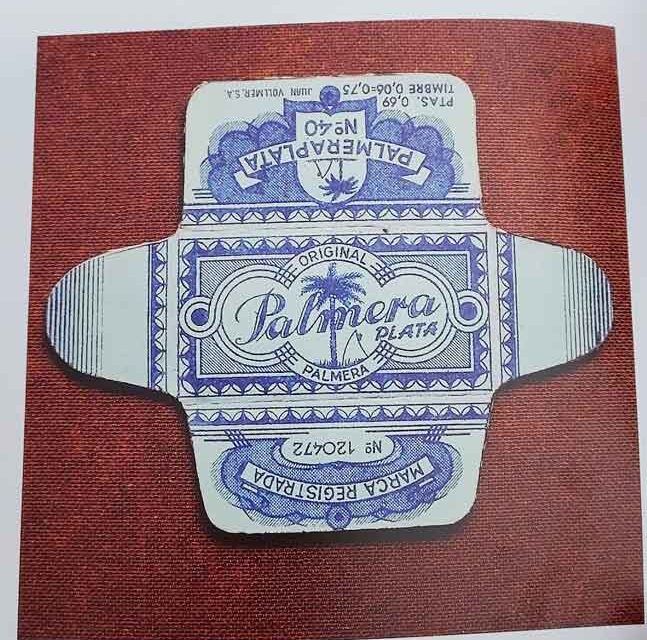 PTAS. 0,69 JUAN VOLLMER, S.A.
TIMBRE 0,06=0,75
Nº 40
PALMERAPLATA
ORIGINAL
Palmera
PLATA
PALMERA
Nº 120472
MARCA REGISTRADA